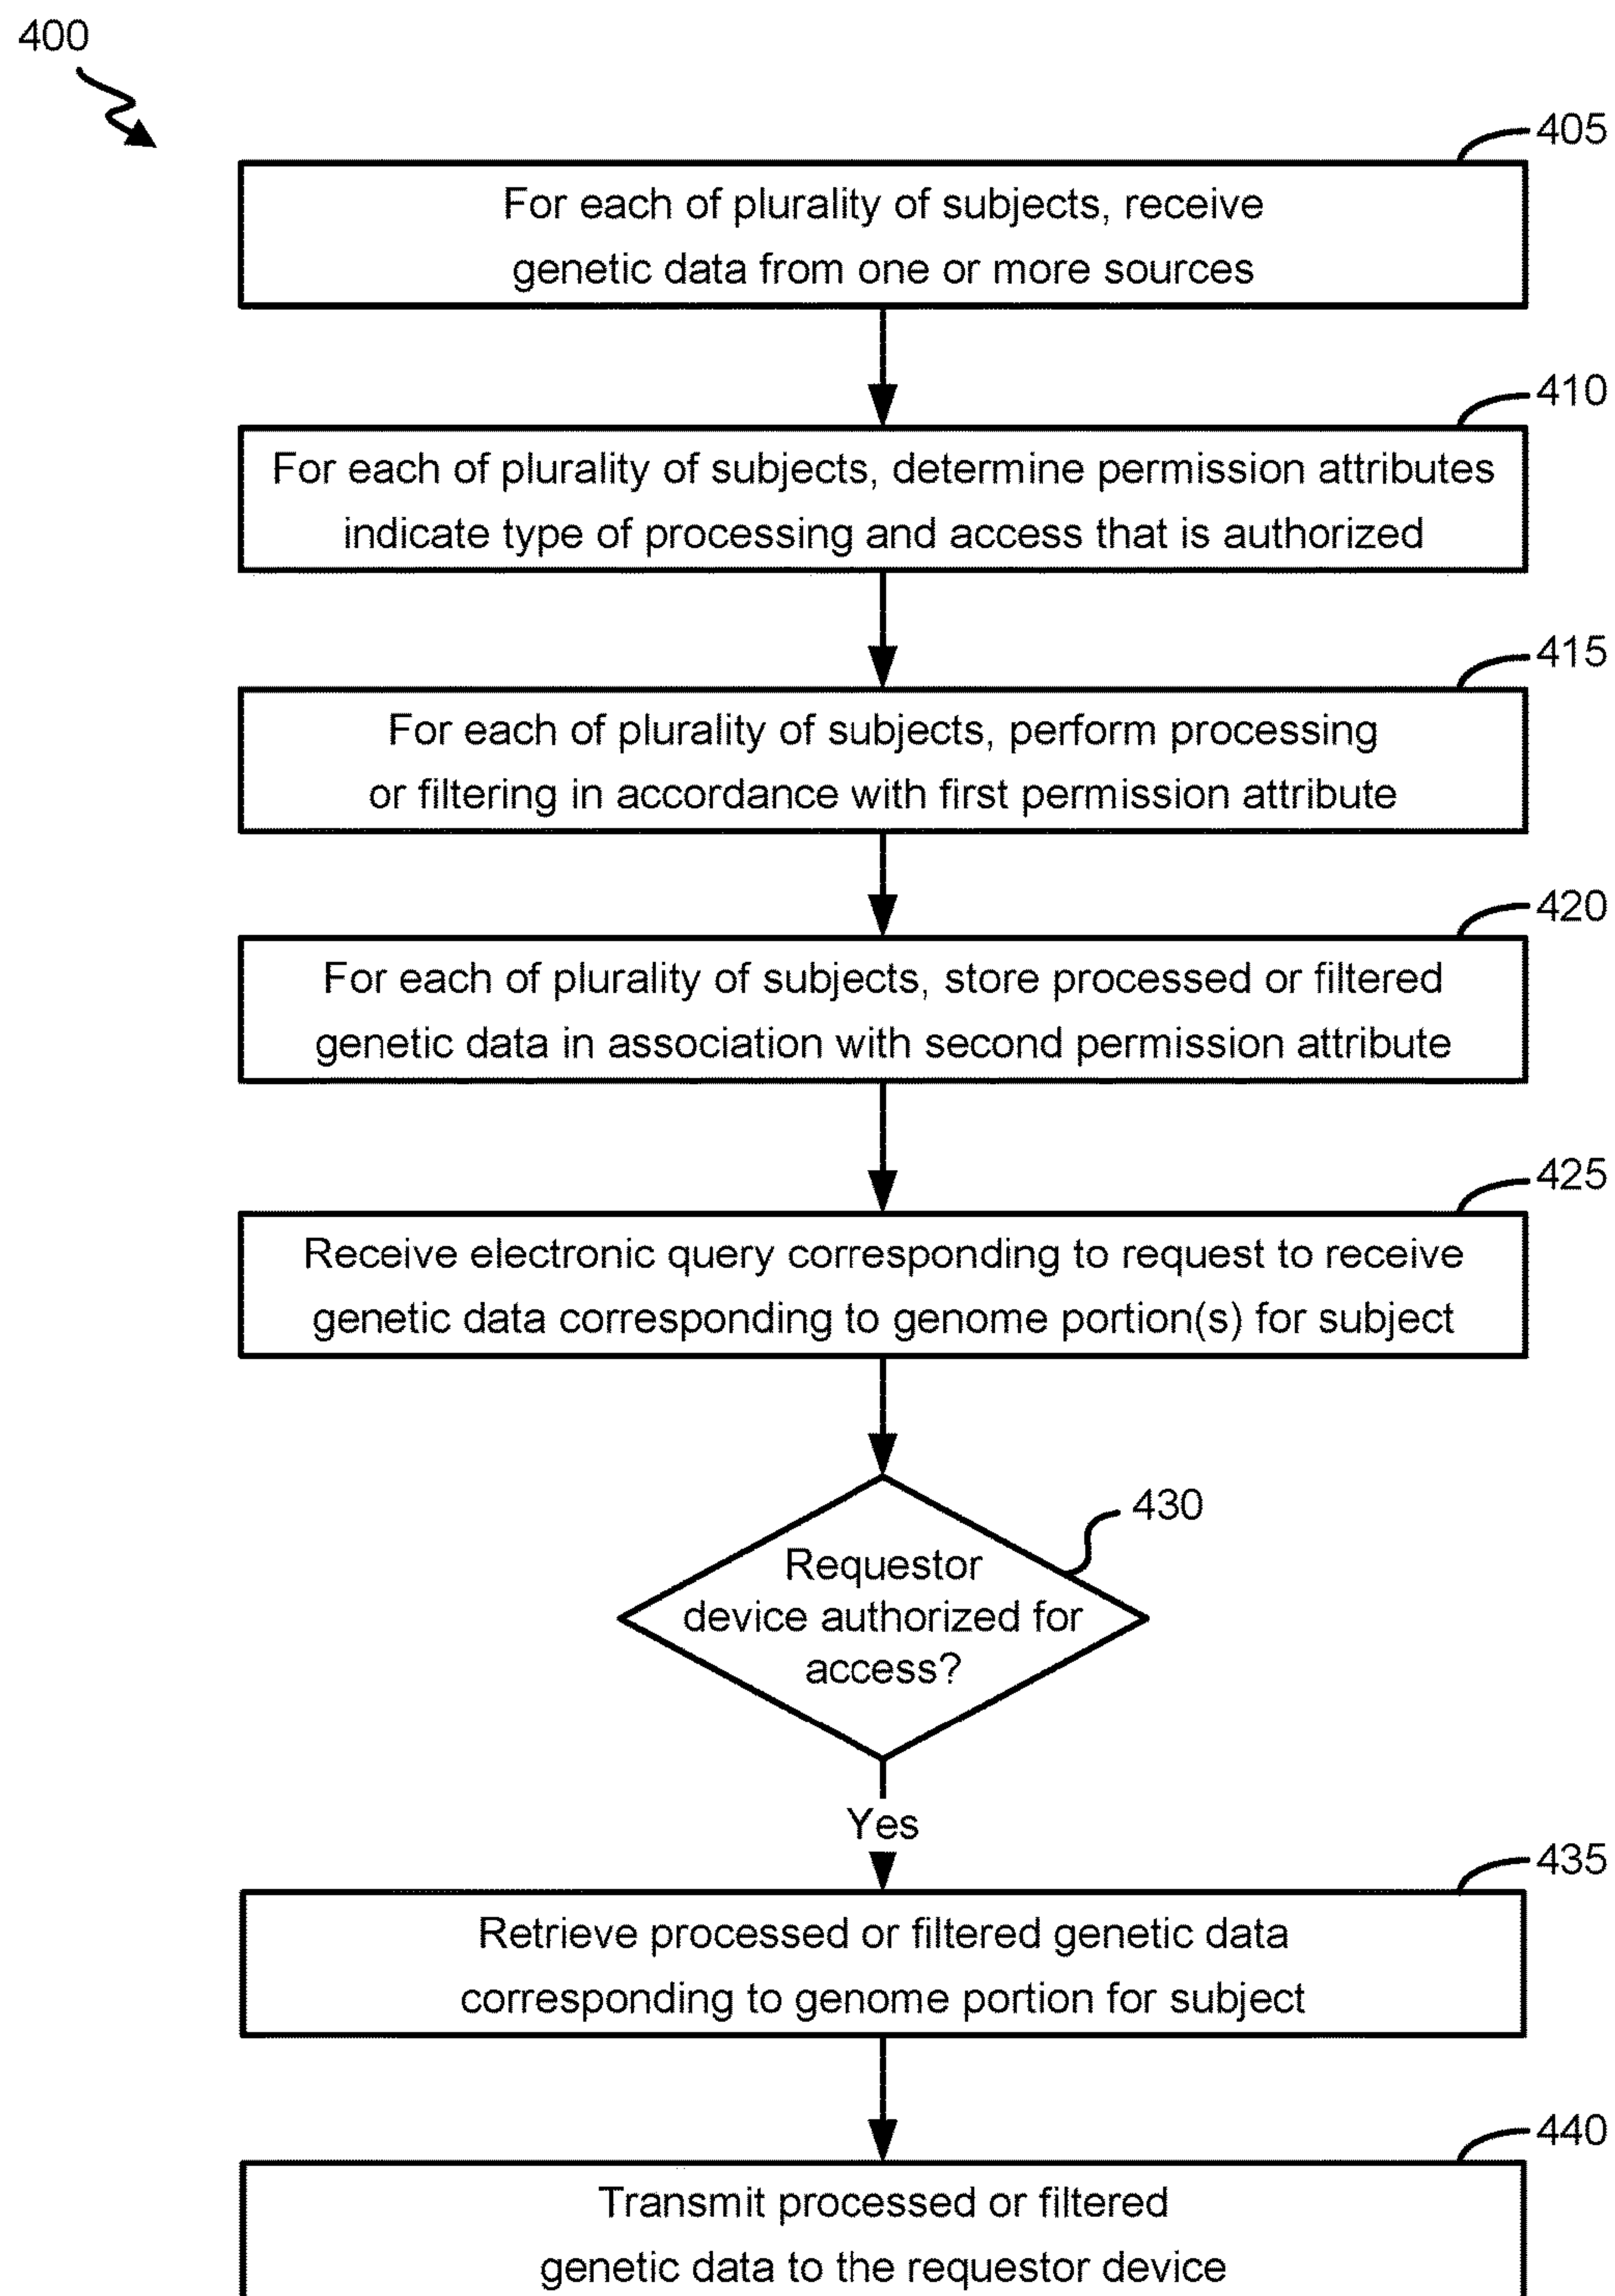 400
405
For each of plurality of subjects, receive
genetic data from one or more sources
410
For each of plurality of subjects, determine permission attributes
indicate type of processing and access that is authorized
415
For each of plurality of subjects, perform processing
or filtering in accordance with first permission attribute
420
For each of plurality of subjects, store processed or filtered
genetic data in association with second permission attribute
425
Receive electronic query corresponding to request to receive
genetic data corresponding to genome portion(s) for subject
430
Requestor
device authorized for
access?
Yes
435
Retrieve processed or filtered genetic data
corresponding to genome portion for subject
440
Transmit processed or filtered
genetic data to the requestor device